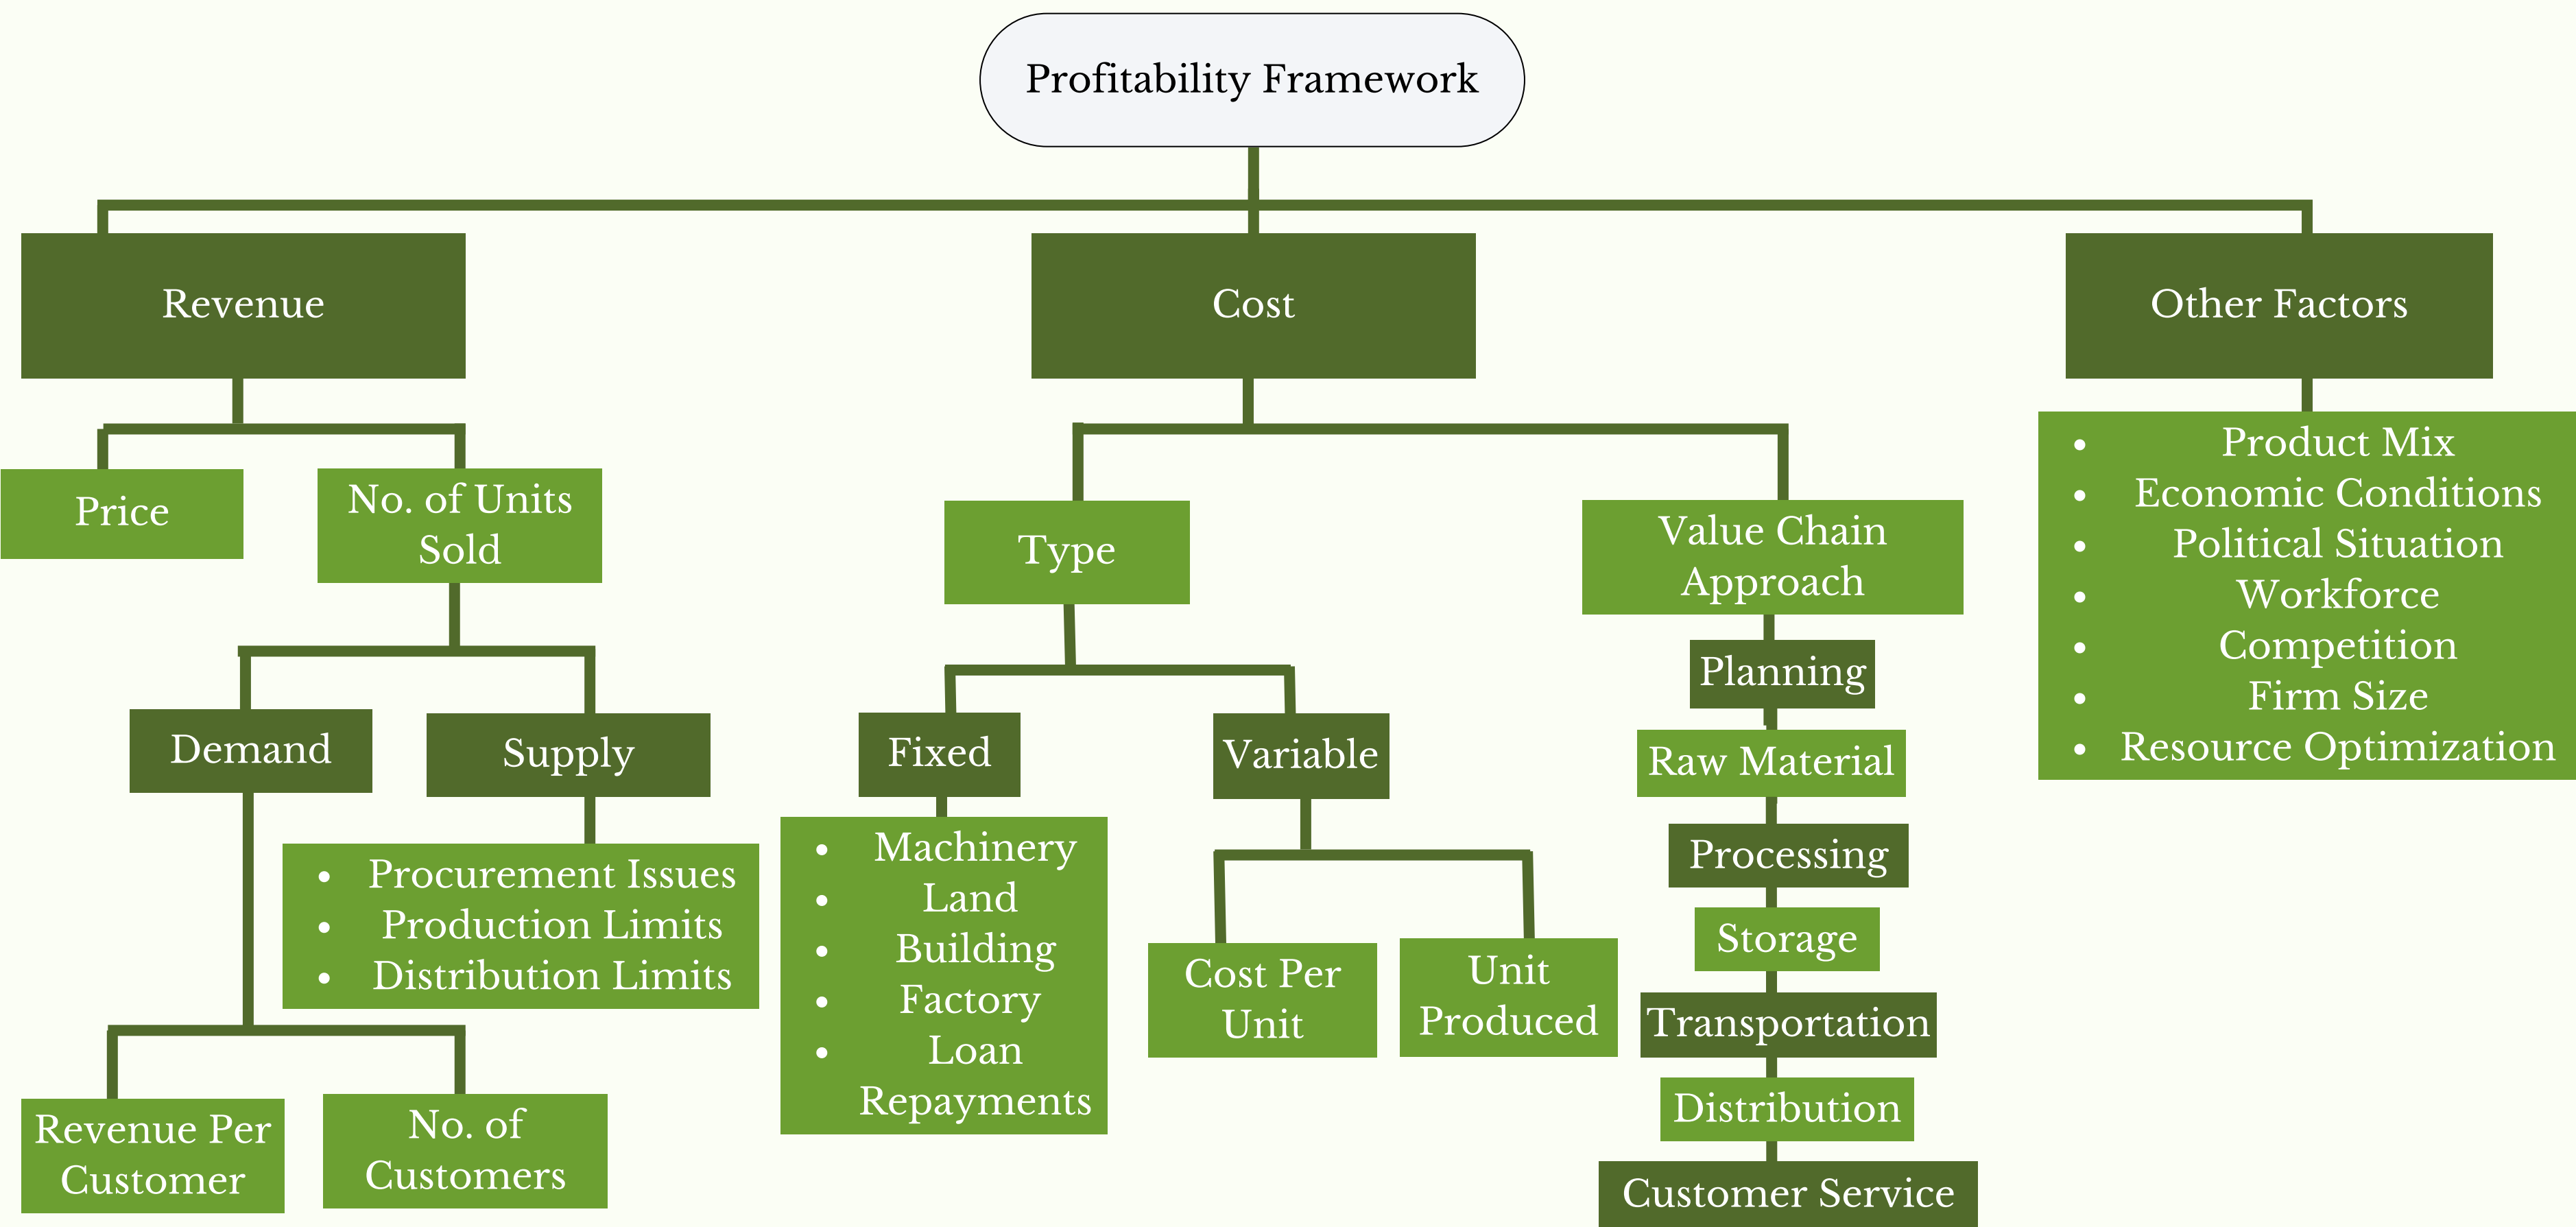 Profitability Framework
Revenue
Cost
Other Factors
Price
No. of Units
Sold
Demand
Supply
• Procurement Issues
• Production Limits
• Distribution Limits
Revenue Per
Customer
No. of
Customers
Type
Fixed
• Machinery
• Land
• Building
• Factory
• Loan
Repayments
Variable
Cost Per
Unit
Unit
Produced
Value Chain
Approach
Planning
Raw Material
Processing
Storage
Transportation
Distribution
Customer Service
• Product Mix
• Economic Conditions
• Political Situation
• Workforce
• Competition
• Firm Size
• Resource Optimization